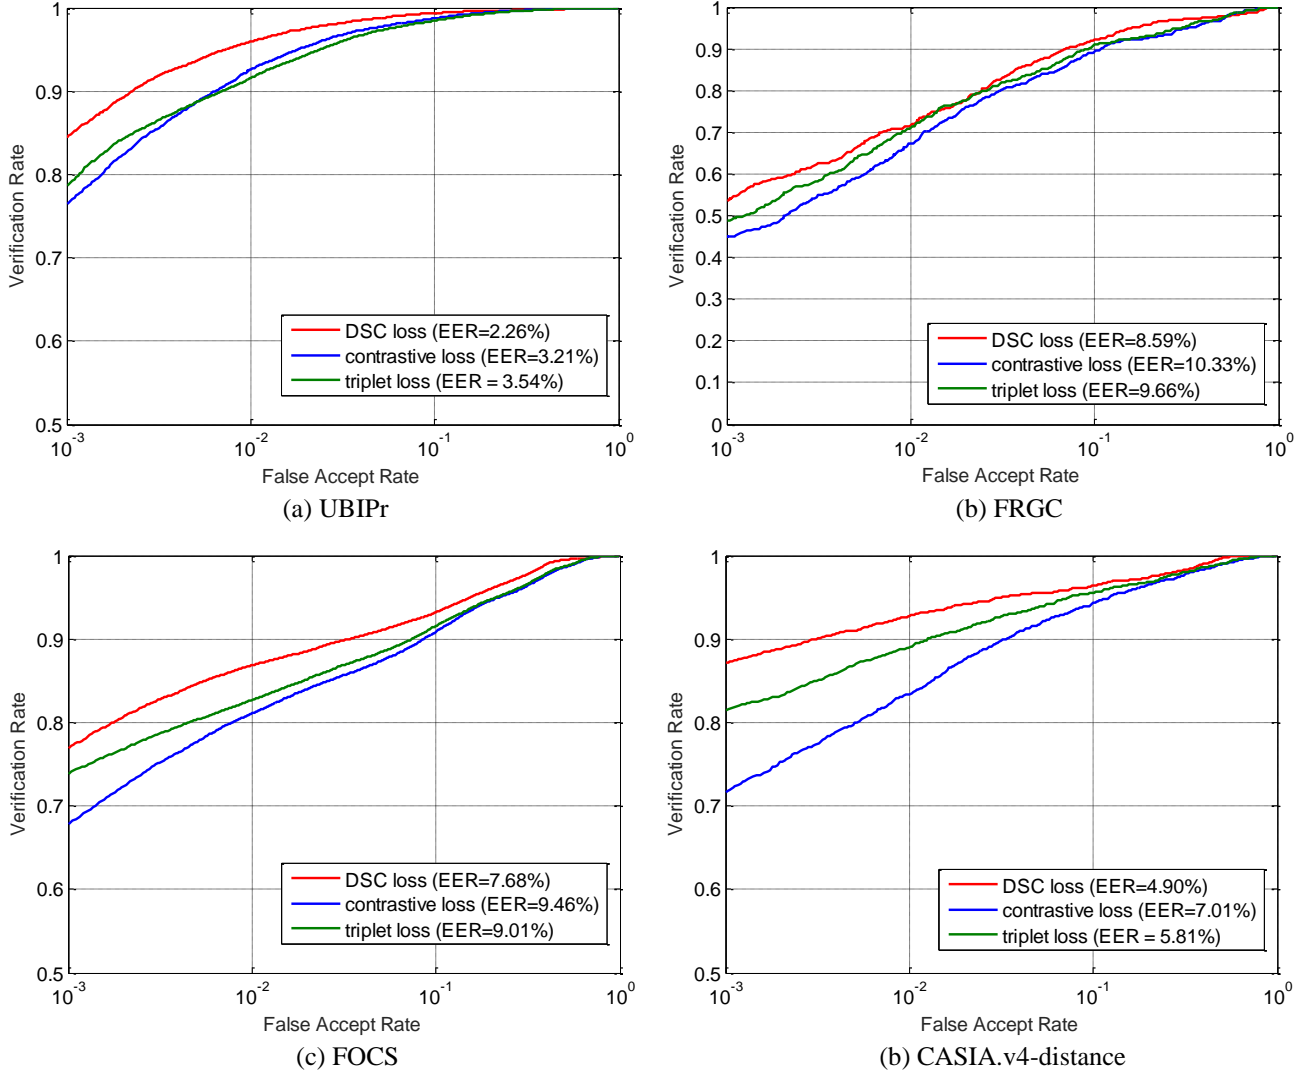 1
0.9
0.8
0.7
0.6
0.5
Verification Rate
DSC loss (EER=2.26%)
contrastive loss (EER=3.21%)
triplet loss (EER = 3.54%)
10^-3 10^-2 10^-1 10^0
False Accept Rate
(a) UBIPr
1
0.9
0.8
0.7
0.6
0.5
0.4
0.3
0.2
0.1
0
Verification Rate
DSC loss (EER=8.59%)
contrastive loss (EER=10.33%)
triplet loss (EER=9.66%)
10^-3 10^-2 10^-1 10^0
False Accept Rate
(b) FRGC
1
0.9
0.8
0.7
0.6
0.5
Verification Rate
DSC loss (EER=7.68%)
contrastive loss (EER=9.46%)
triplet loss (EER=9.01%)
10^-3 10^-2 10^-1 10^0
False Accept Rate
(c) FOCS
1
0.9
0.8
0.7
0.6
0.5
Verification Rate
DSC loss (EER=4.90%)
contrastive loss (EER=7.01%)
triplet loss (EER = 5.81%)
10^-3 10^-2 10^-1 10^0
False Accept Rate
(b) CASIA.v4-distance